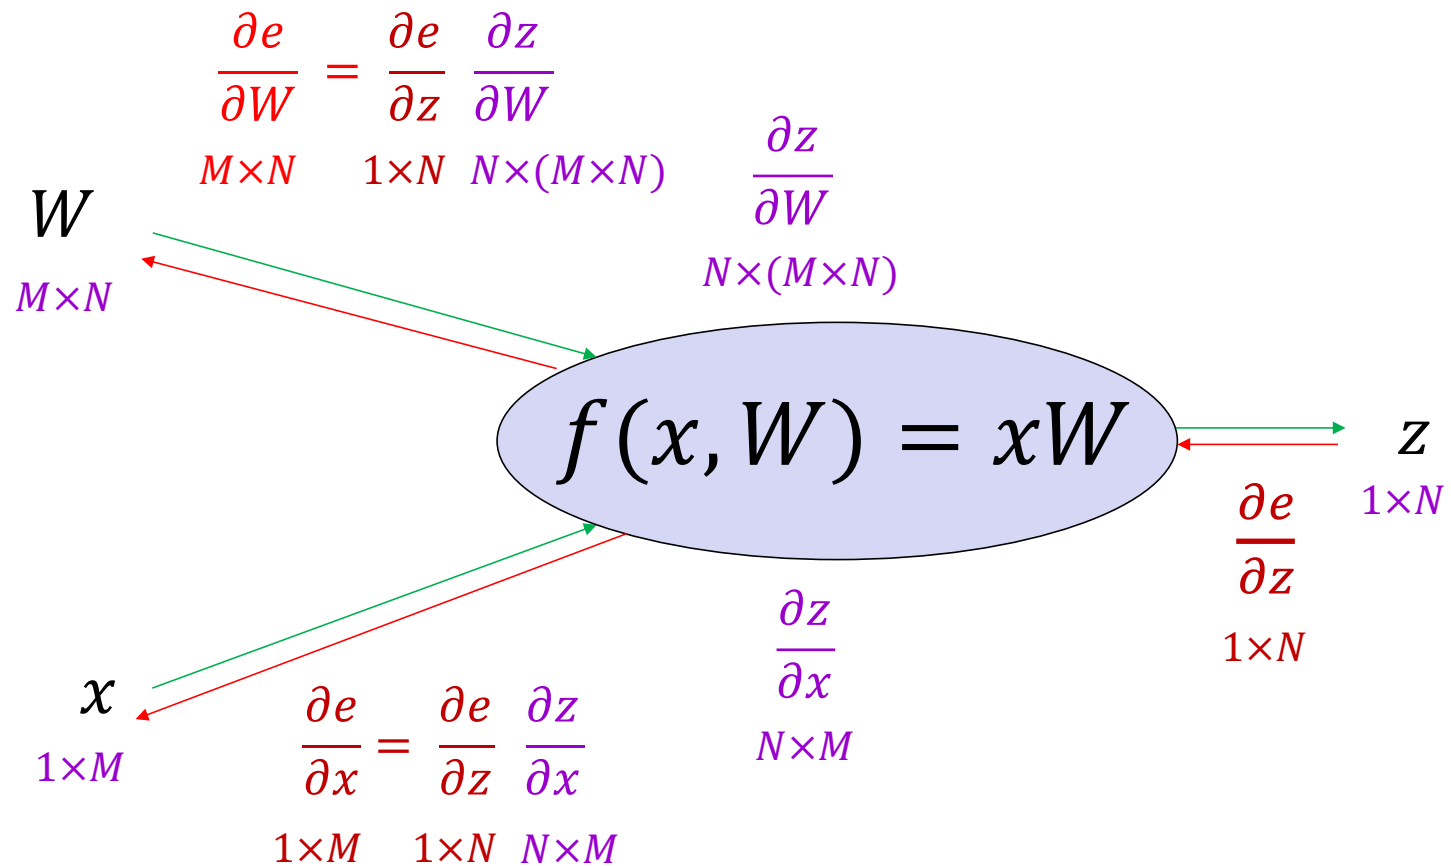 ∂e/∂W = ∂e/∂z ∂z/∂W
M×N 1×N N×(M×N)
W
M×N
∂z/∂W
N×(M×N)
f(x, W) = xW
z
1×N
∂e/∂z
1×N
∂z/∂x
N×M
x
1×M
∂e/∂x = ∂e/∂z ∂z/∂x
1×M 1×N N×M